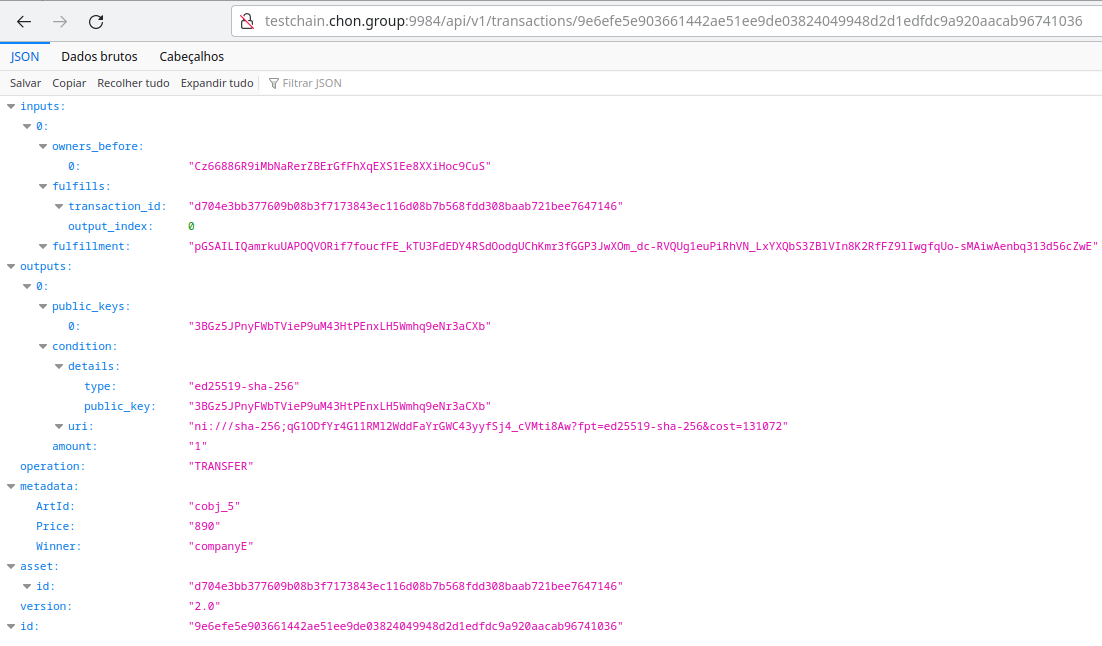 testchain.chon.group:9984/api/v1/transactions/9e6efe5e903661442ae51ee9de03824049948d2d1edfdc9a920aacab96741036
JSON Dados brutos Cabeçalhos
Salvar Copiar Recolher tudo Expandir tudo Filtrar JSON
inputs:
0:
owners_before:
0: "Cz66886R9iMbNaRerZBErGfFhXqEXS1Ee8XXiHoc9CuS"
fulfills:
transaction_id: "d704e3bb377609b08b3f7173843ec116d08b7b568fdd308baab721bee7647146"
output_index: 0
fulfillment: "pGSAILIQamrkuUAPOQVORif7foucfFE_kTU3FdEDY4RSdOodgUChKmr3fGGP3JwXOm_dc-RVQUg1euPiRhVN_LxYXQbS3ZBlVIn8K2RfFZ9lIwgfqUo-sMAiwAenbq313d56cZwE"
outputs:
0:
public_keys:
0: "3BGz5JPnyFWbTVieP9uM43HtPEnxLH5Wmhq9eNr3aCXb"
condition:
details:
type: "ed25519-sha-256"
public_key: "3BGz5JPnyFWbTVieP9uM43HtPEnxLH5Wmhq9eNr3aCXb"
uri: "ni:///sha-256;qG1ODfYr4G11RMl2WddFaYrGWC43yyfSj4_cVMti8Aw?fpt=ed25519-sha-256&cost=131072"
amount: "1"
operation: "TRANSFER"
metadata:
ArtId: "cobj_5"
Price: "890"
Winner: "companyE"
asset:
id: "d704e3bb377609b08b3f7173843ec116d08b7b568fdd308baab721bee7647146"
version: "2.0"
id: "9e6efe5e903661442ae51ee9de03824049948d2d1edfdc9a920aacab96741036"